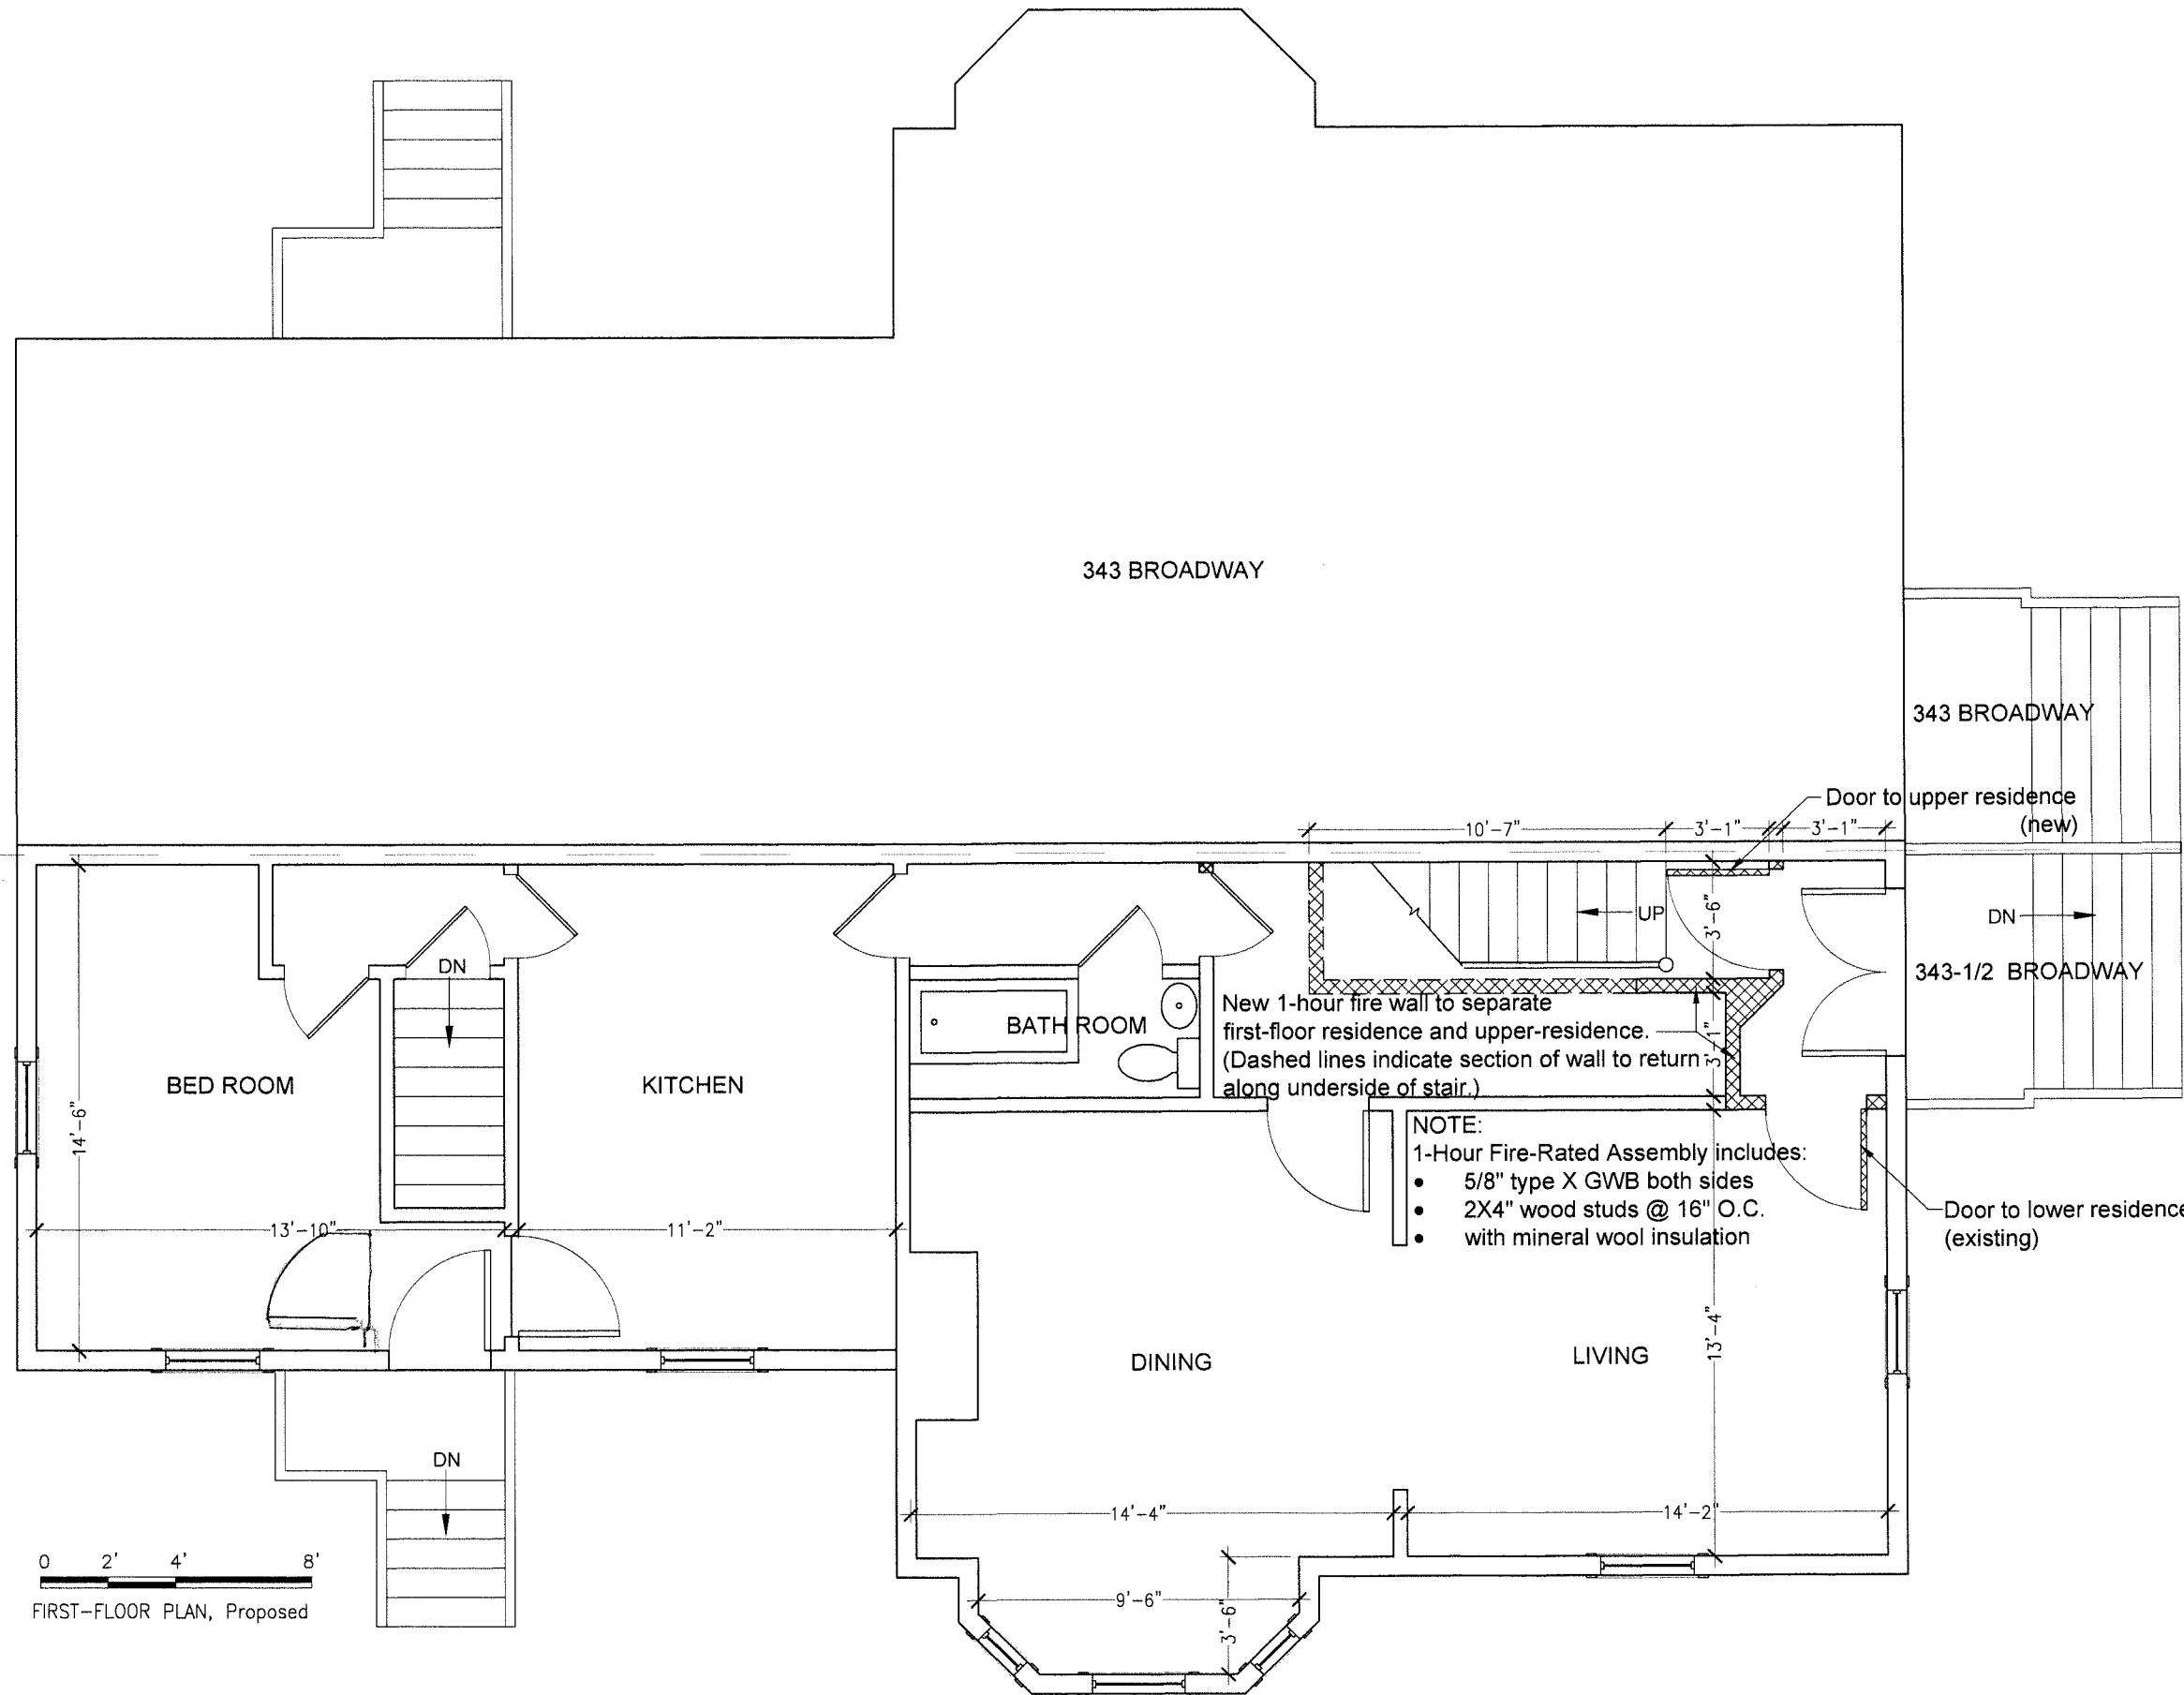 343 BROADWAY
343 BROADWAY
Door to upper residence
(new)
10'-7"
3'-1"
3'-1"
UP
3'-6"
DN
343-1/2 BROADWAY
DN
New 1-hour fire wall to separate
first-floor residence and upper-residence.
(Dashed lines indicate section of wall to return
along underside of stair.)
3'-1"
BATH ROOM
BED ROOM
KITCHEN
14'-6"
NOTE:
1-Hour Fire-Rated Assembly includes:
• 5/8" type X GWB both sides
• 2X4" wood studs @ 16" O.C.
• with mineral wool insulation
Door to lower residence
(existing)
13'-10"
11'-2"
13'-4"
DINING
LIVING
DN
14'-4"
14'-2"
9'-6"
3'-6"
0 2' 4' 8'
FIRST-FLOOR PLAN, Proposed